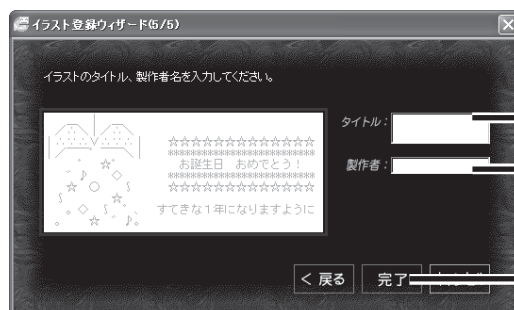 イラスト登録ウィザード(5/5)
イラストのタイトル、製作者名を入力してください。
タイトル：
製作者：
☆☆☆☆☆☆☆☆☆☆☆☆☆
お誕生日　おめでとう！
☆☆☆☆☆☆☆☆☆☆☆☆☆
すてきな１年になりますように
< 戻る
完了